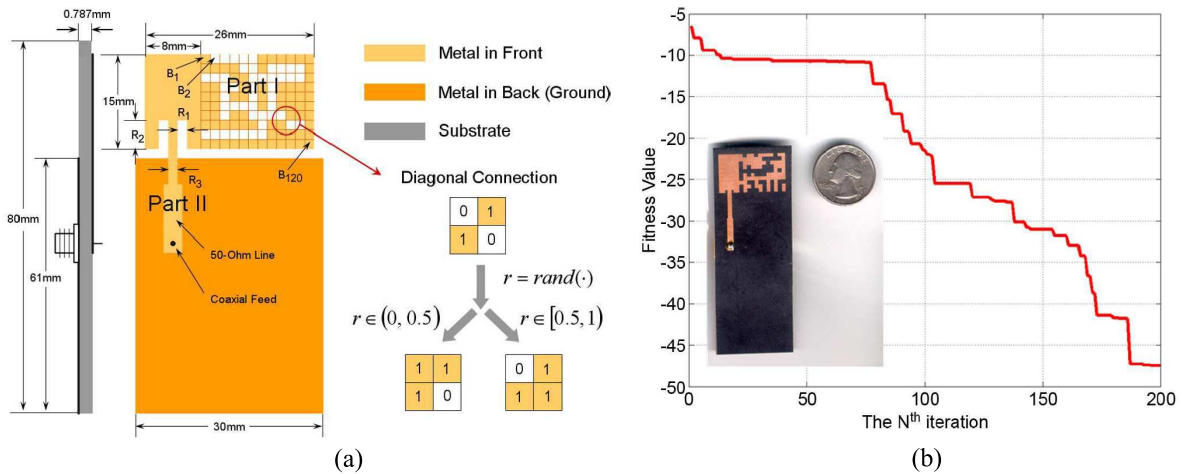 0.787mm
26mm
8mm
B1
B2
Part I
15mm
R1
R2
R3
B120
Part II
80mm
61mm
50-Ohm Line
Coaxial Feed
30mm
Metal in Front
Metal in Back (Ground)
Substrate
Diagonal Connection
0 1
1 0
r = rand(·)
r ∈ (0, 0.5)
r ∈ [0.5, 1)
1 1
1 0
0 1
1 1
(a)
Fitness Value
-5
-10
-15
-20
-25
-30
-35
-40
-45
-50
0 50 100 150 200
The Nth iteration
(b)